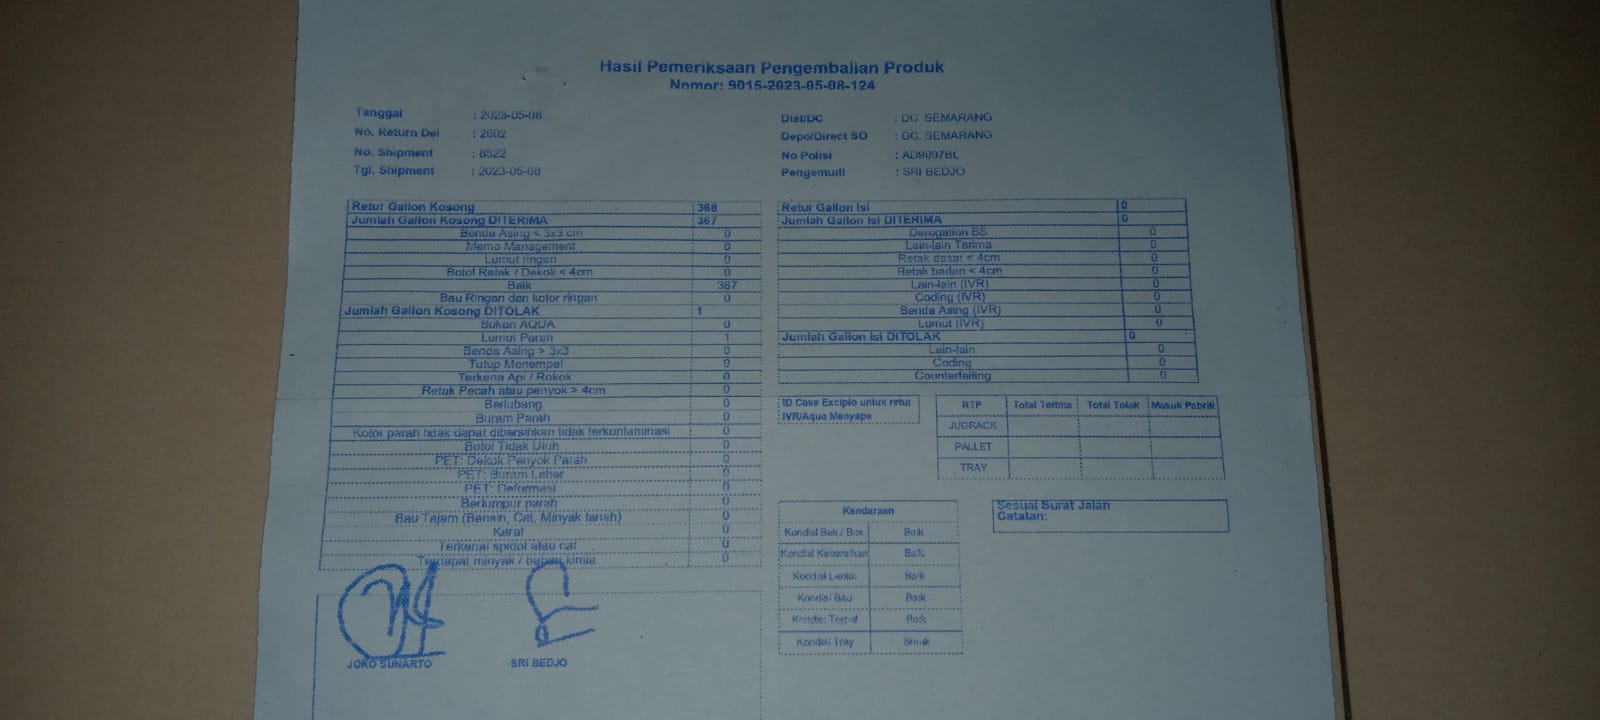 Hasil Pemeriksaan Pengembalian Produk
Nomor: 9015-2023-05-08-124
Tanggal : 2023-05-08
No. Return Del : 2602
No. Shipment : 8522
Tgl. Shipment : 2023-05-08
Dist/DC : DC. SEMARANG
Depo/Direct SO : DC. SEMARANG
No Polisi : AD9097BL
Pengemudi : SRI BEDJO
Retur Gallon Kosong 368
Jumlah Gallon Kosong DITERIMA 367
Benda Asing < 3x3 cm 0
Memo Management 0
Lumut ringan 0
Botol Retak / Dekok < 4cm 0
Baik 367
Bau Ringan dan kotor ringan 0
Jumlah Gallon Kosong DITOLAK 1
Bukan AQUA 0
Lumut Parah 1
Benda Asing > 3x3 0
Tutup Menempel 0
Terkena Api / Rokok 0
Retak Pecah atau penyok > 4cm 0
Berlubang 0
Buram Parah 0
Kotor parah tidak dapat dibersihkan tidak terkontaminasi 0
Botol Tidak Utuh 0
PET: Dekok Penyok Parah 0
PET: Buram Leher 0
PET: Deformasi 0
Berlumpur parah 0
Bau Tajam (Bensin, Cat, Minyak tanah) 0
Karat 0
Terkenal spidol atau cat 0
Terdapat minyak / bahan kimia 0
JOKO SUNARTO
SRI BEDJO
Retur Gallon Isi 0
Jumlah Gallon Isi DITERIMA 0
Derogation BS 0
Lain-lain Terima 0
Retak dasar < 4cm 0
Retak badan < 4cm 0
Lain-lain (IVR) 0
Coding (IVR) 0
Benda Asing (IVR) 0
Lumut (IVR) 0
Jumlah Gallon Isi DITOLAK 0
Lain-lain 0
Coding 0
Counterfeiting 0
ID Case Excipio untuk retur
IVR/Aqua Menyapa
RTP Total Terima Total Tolak Masuk Pabrik
JUGRACK
PALLET
TRAY
Kendaraan
Kondisi Bak / Box Baik
Kondisi Kebersihan Baik
Kondisi Lantai Baik
Kondisi BAu Baik
Kondisi Terpal Baik
Kondisi Tray
Sesuai Surat Jalan
Catatan: